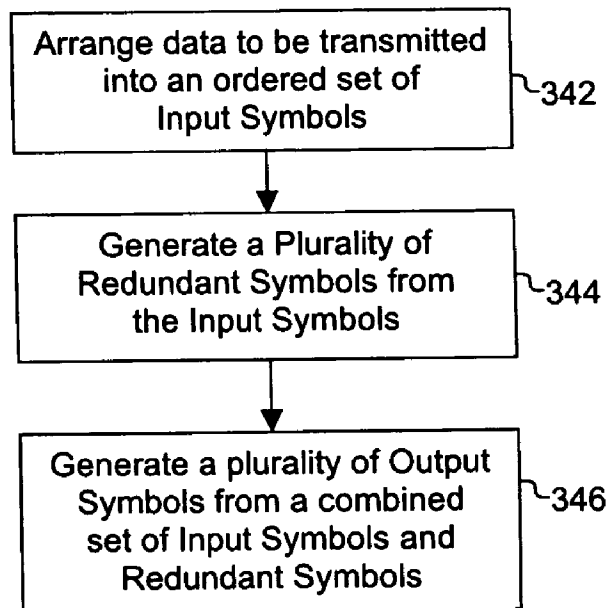 Arrange data to be transmitted
into an ordered set of
Input Symbols
342
Generate a Plurality of
Redundant Symbols from
the Input Symbols
344
Generate a plurality of Output
Symbols from a combined
set of Input Symbols and
Redundant Symbols
346